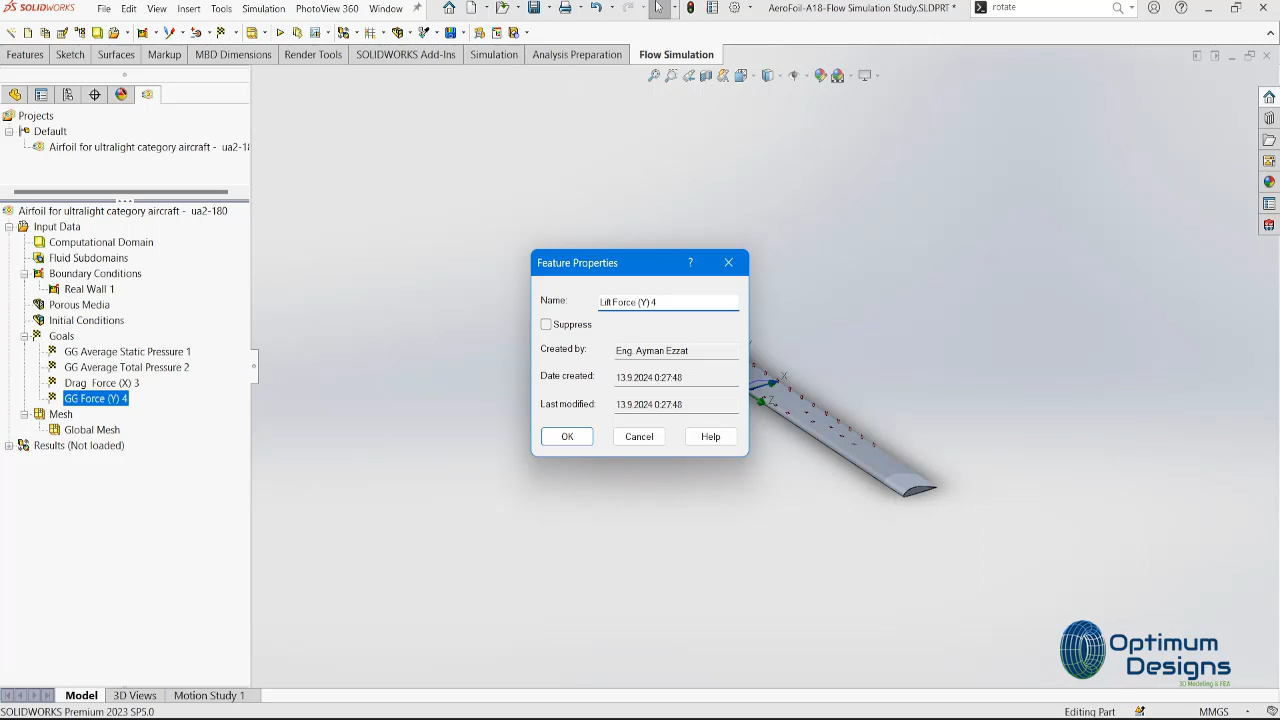 SOLIDWORKS File Edit View Insert Tools Simulation PhotoView 360 Window AeroFoil-A18-Flow Simulation Study.SLDPRT * rotate
Features Sketch Surfaces Markup MBD Dimensions Render Tools SOLIDWORKS Add-Ins Simulation Analysis Preparation Flow Simulation
Projects
Default
Airfoil for ultralight category aircraft - ua2-18
Airfoil for ultralight category aircraft - ua2-180
Input Data
Computational Domain
Fluid Subdomains
Boundary Conditions
Real Wall 1
Porous Media
Initial Conditions
Goals
GG Average Static Pressure 1
GG Average Total Pressure 2
Drag Force (X) 3
GG Force (Y) 4
Mesh
Global Mesh
Results (Not loaded)
Feature Properties ?
Name: Lift Force (Y) 4
Suppress
Created by: Eng. Ayman Ezzat
Date created: 13.9.2024 0:27:48
Last modified: 13.9.2024 0:27:48
OK Cancel Help
X
Z
Optimum
Designs
3D Modeling & FEA
Model 3D Views Motion Study 1
SOLIDWORKS Premium 2023 SP5.0 Editing Part MMGS